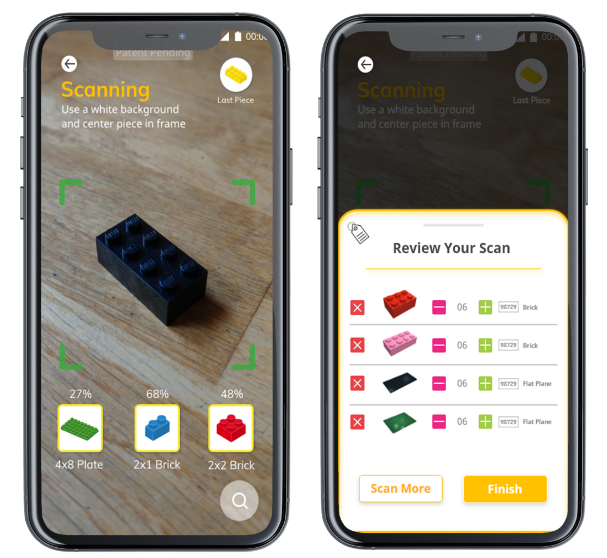 00:0
Patent Pending
Scanning
Use a white background
and center piece in frame
Last Piece
27%
68%
48%
4x8 Plate
2x1 Brick
2x2 Brick
00:0
Patent Pending
Scanning
Use a white background
and center piece in frame
Last Piece
Review Your Scan
06 98729 Brick
06 98729 Brick
06 98729 Flat Plane
06 98729 Flat Plane
Scan More
Finish